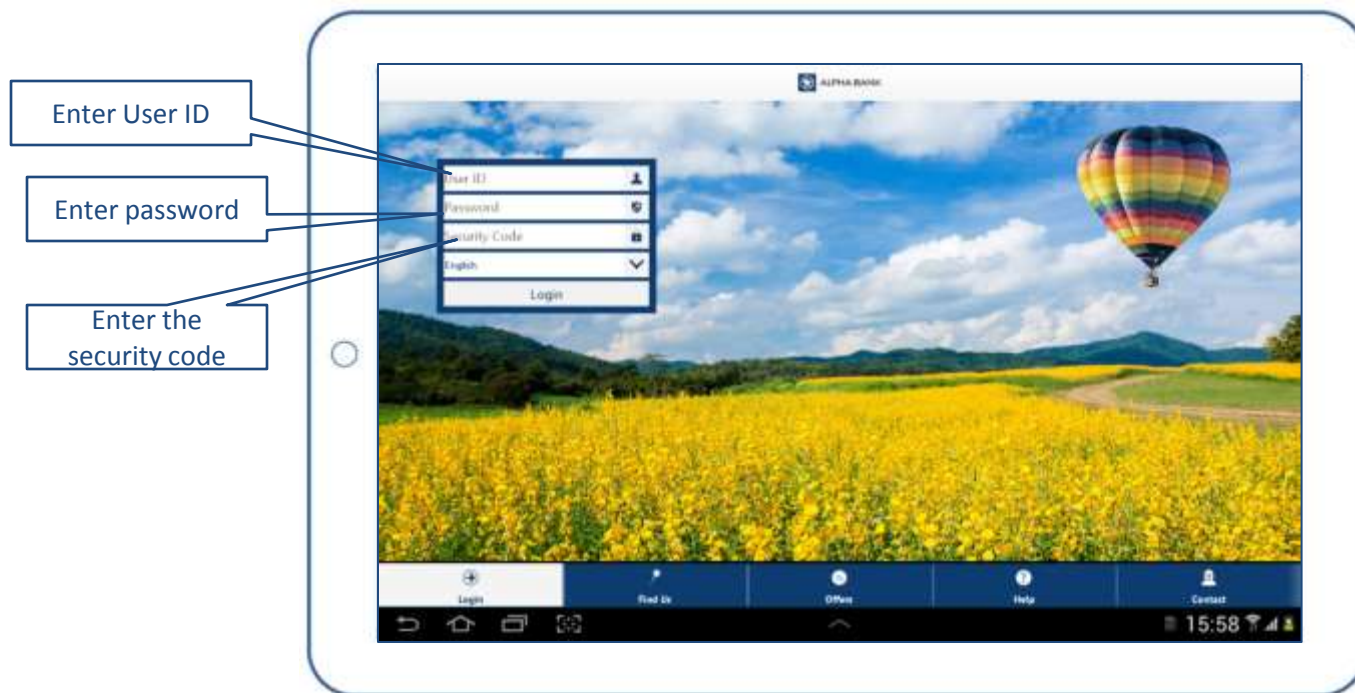 ALPHA BANK
Enter User ID
User ID
Enter password
Password
Security Code
English
Login
Enter the
security code
Login
Find Us
Offers
Help
Contact
15:58